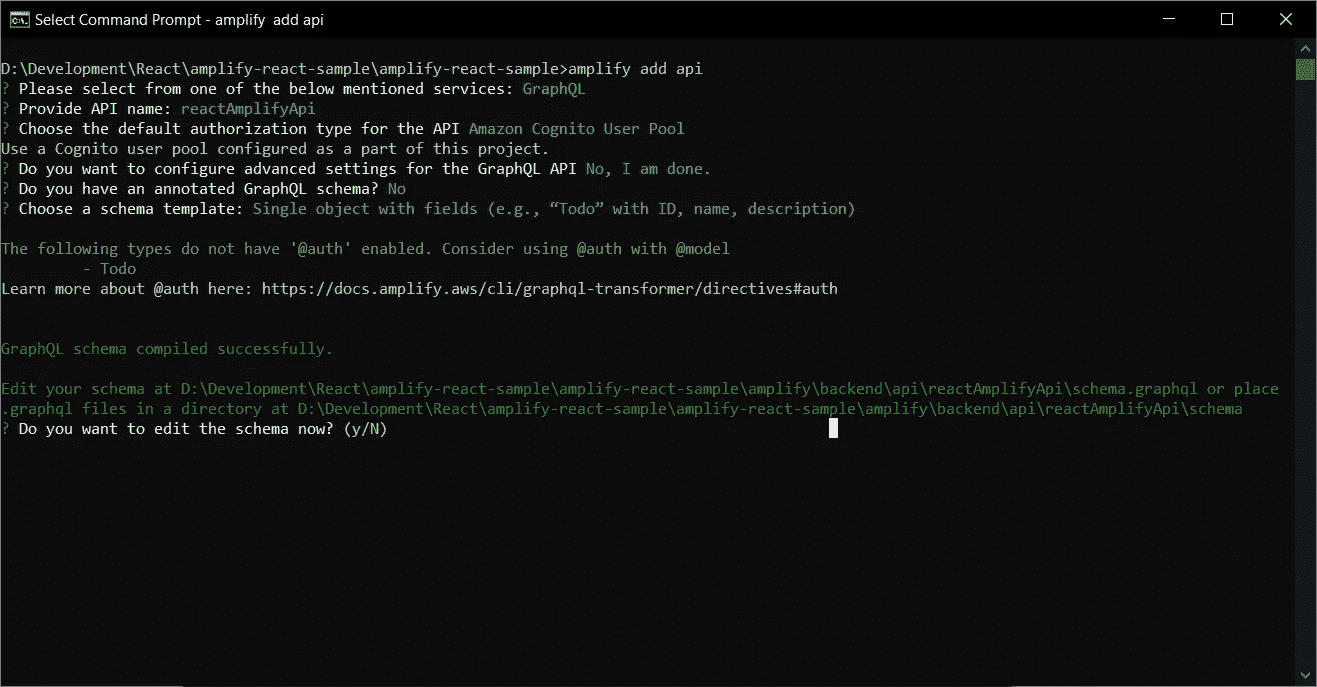 Select Command Prompt - amplify  add api
D:\Development\React\amplify-react-sample\amplify-react-sample>amplify add api
? Please select from one of the below mentioned services: GraphQL
? Provide API name: reactAmplifyApi
? Choose the default authorization type for the API Amazon Cognito User Pool
Use a Cognito user pool configured as a part of this project.
? Do you want to configure advanced settings for the GraphQL API No, I am done.
? Do you have an annotated GraphQL schema? No
? Choose a schema template: Single object with fields (e.g., “Todo” with ID, name, description)
The following types do not have '@auth' enabled. Consider using @auth with @model
- Todo
Learn more about @auth here: https://docs.amplify.aws/cli/graphql-transformer/directives#auth
GraphQL schema compiled successfully.
Edit your schema at D:\Development\React\amplify-react-sample\amplify-react-sample\amplify\backend\api\reactAmplifyApi\schema.graphql or place
.graphql files in a directory at D:\Development\React\amplify-react-sample\amplify-react-sample\amplify\backend\api\reactAmplifyApi\schema
? Do you want to edit the schema now? (y/N)